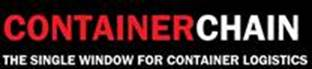 CONTAINERCHAIN
THE SINGLE WINDOW FOR CONTAINER LOGISTICS